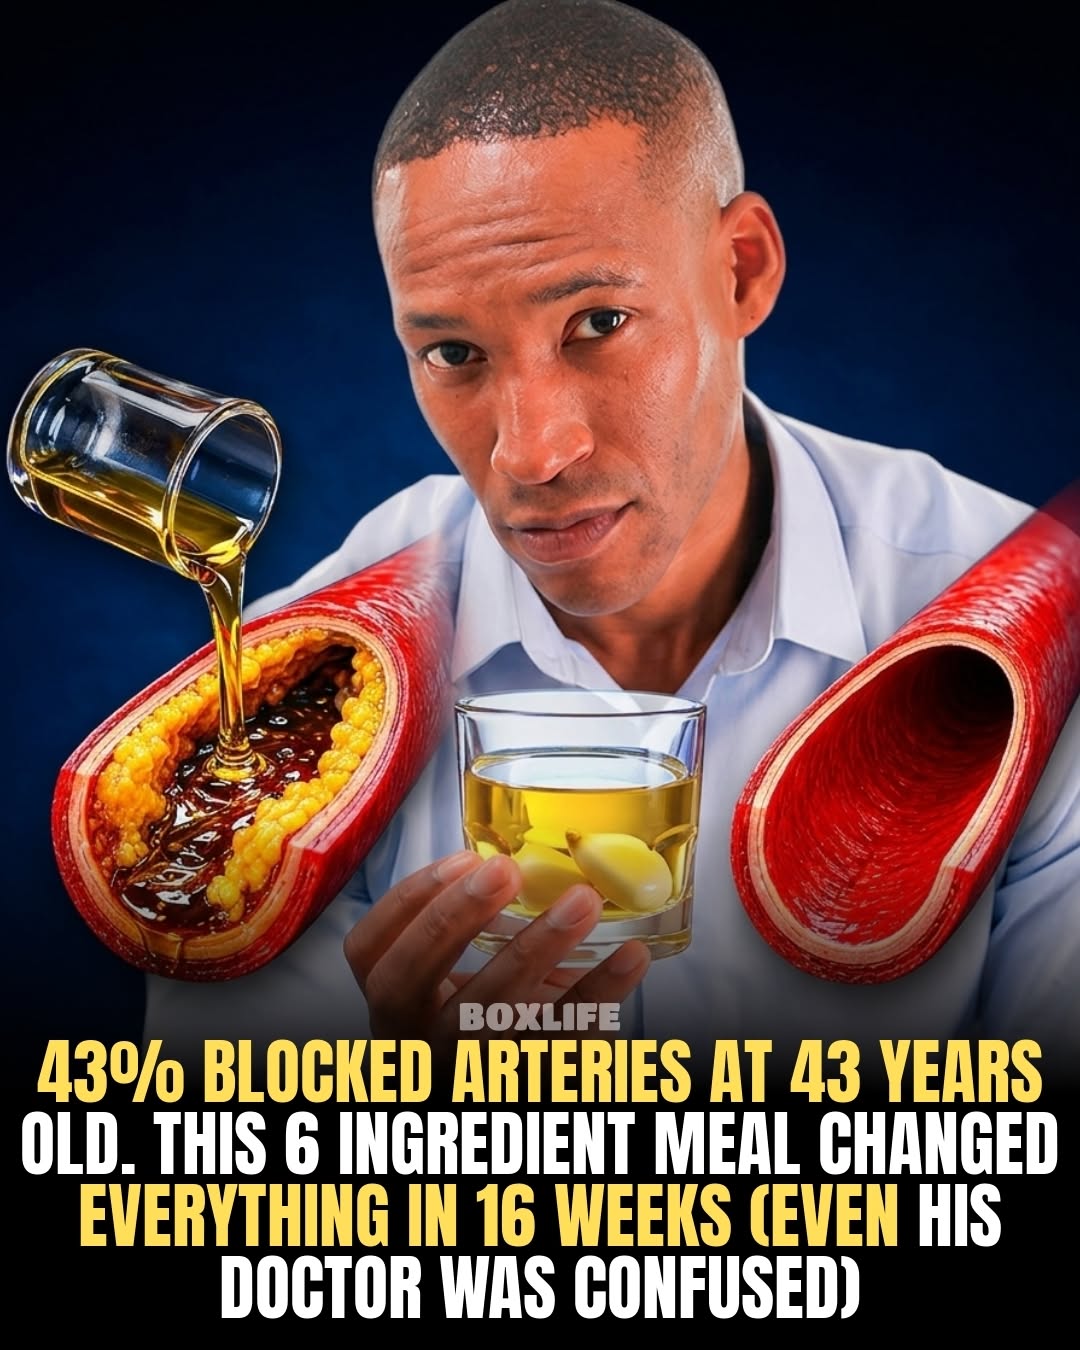 BOXLIFE
43% BLOCKED ARTERIES AT 43 YEARS
OLD. THIS 6 INGREDIENT MEAL CHANGED
EVERYTHING IN 16 WEEKS (EVEN HIS
DOCTOR WAS CONFUSED)